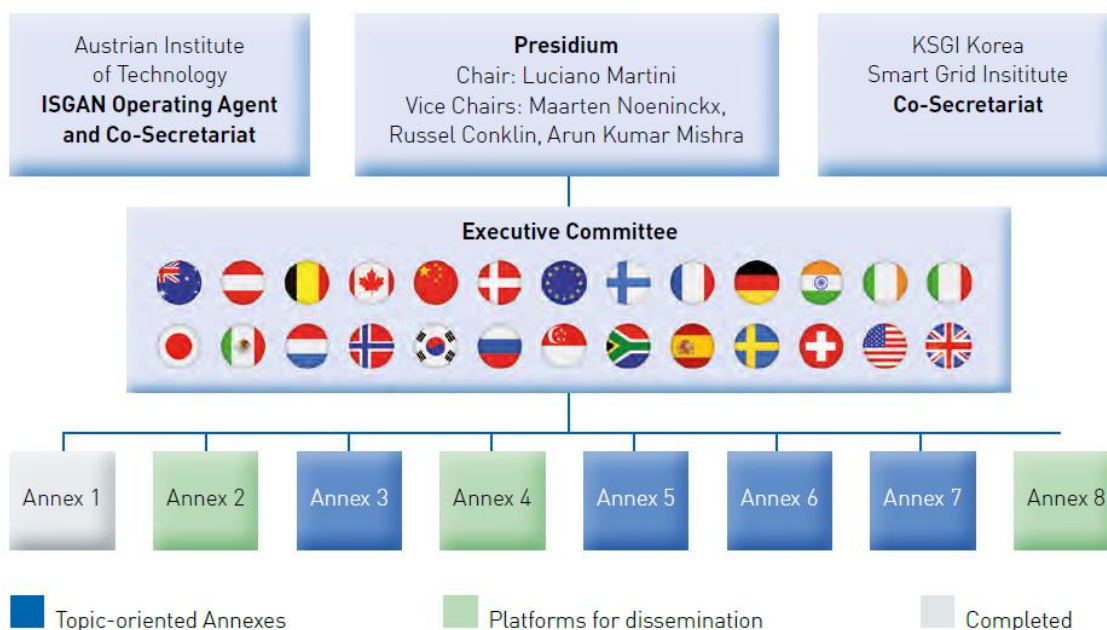 Austrian Institute
of Technology
ISGAN Operating Agent
and Co-Secretariat
Presidium
Chair: Luciano Martini
Vice Chairs: Maarten Noeninckx,
Russel Conklin, Arun Kumar Mishra
KSGI Korea
Smart Grid Insititute
Co-Secretariat
Executive Committee
Annex 1
Annex 2
Annex 3
Annex 4
Annex 5
Annex 6
Annex 7
Annex 8
Topic-oriented Annexes
Platforms for dissemination
Completed